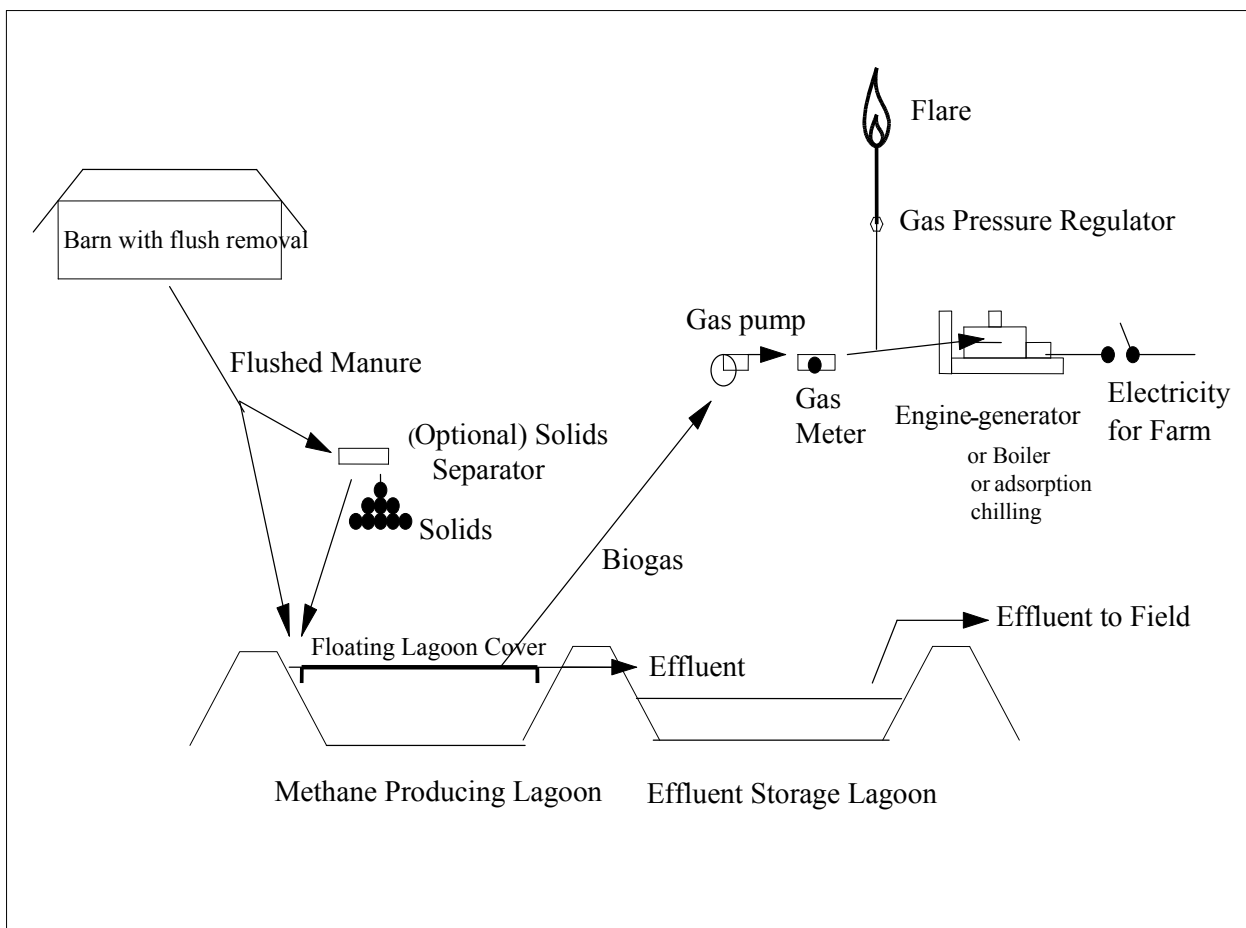 Flare
Barn with flush removal
Gas Pressure Regulator
Gas pump
Flushed Manure
Gas
Meter
Engine-generator
or Boiler
or adsorption
chilling
Electricity
for Farm
(Optional) Solids
Separator
Solids
Biogas
Effluent to Field
Floating Lagoon Cover
Effluent
Methane Producing Lagoon
Effluent Storage Lagoon